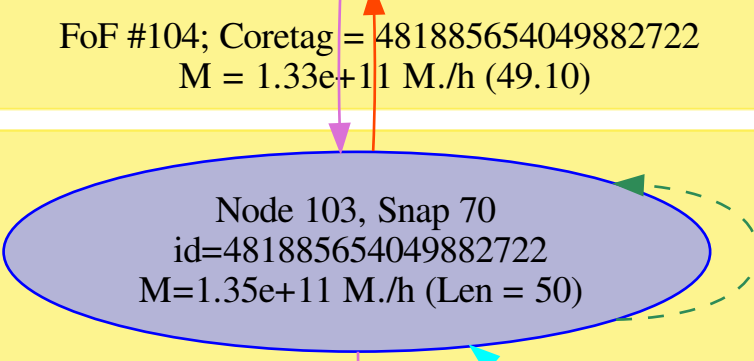 FoF #104; Coretag = 481885654049882722
M = 1.33e+11 M./h (49.10)
Node 103, Snap 70
id=481885654049882722
M=1.35e+11 M./h (Len = 50)